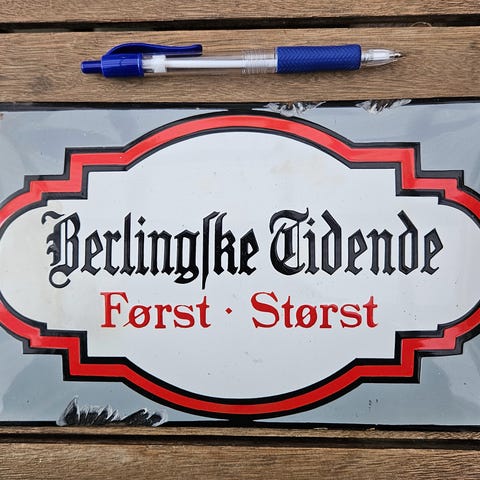 Berlingſke Tidende
Først · Størst